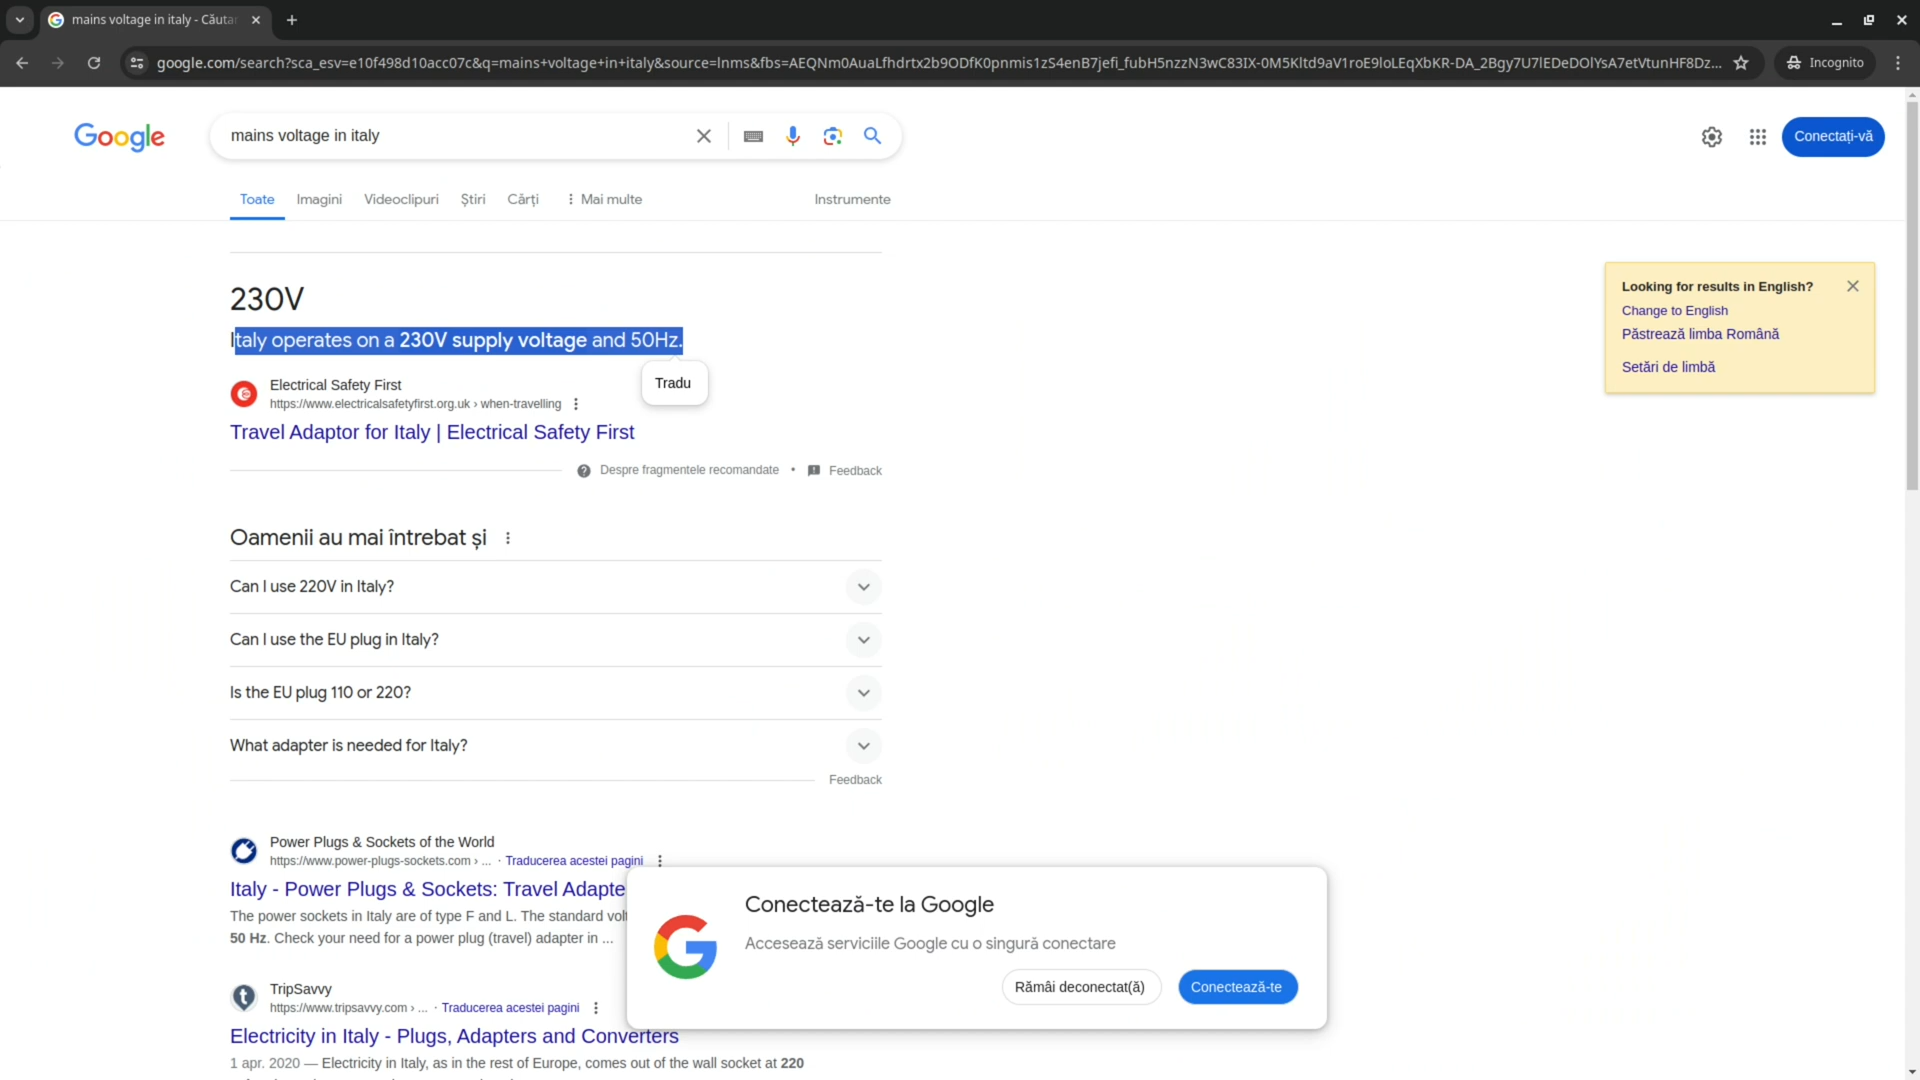 mains voltage in italy - Căutar
google.com/search?sca_esv=e10f498d10acc07c&q=mains+voltage+in+italy&source=lnms&fbs=AEQNm0AuaLfhdrtx2b9ODfK0pnmis1zS4enB7jefi_fubH5nzzN3wC83IX-0M5Kltd9aV1roE9loLEqXbKR-DA_2Bgy7U7lEDeDOlYsA7etVtunHF8Dz...
Incognito
Google
mains voltage in italy
Conectați-vă
Toate
Imagini
Videoclipuri
Știri
Cărți
Mai multe
Instrumente
230V
Italy operates on a 230V supply voltage and 50Hz.
Tradu
Electrical Safety First
https://www.electricalsafetyfirst.org.uk › when-travelling
Travel Adaptor for Italy | Electrical Safety First
Despre fragmentele recomandate • Feedback
Looking for results in English?
Change to English
Păstrează limba Română
Setări de limbă
Oamenii au mai întrebat și
Can I use 220V in Italy?
Can I use the EU plug in Italy?
Is the EU plug 110 or 220?
What adapter is needed for Italy?
Feedback
Power Plugs & Sockets of the World
https://www.power-plugs-sockets.com › ... · Traducerea acestei pagini
Italy - Power Plugs & Sockets: Travel Adapte
The power sockets in Italy are of type F and L. The standard volt
50 Hz. Check your need for a power plug (travel) adapter in ...
TripSavvy
https://www.tripsavvy.com › ... · Traducerea acestei pagini
Electricity in Italy - Plugs, Adapters and Converters
1 apr. 2020 — Electricity in Italy, as in the rest of Europe, comes out of the wall socket at 220
Conectează-te la Google
Accesează serviciile Google cu o singură conectare
Rămâi deconectat(ă)
Conectează-te